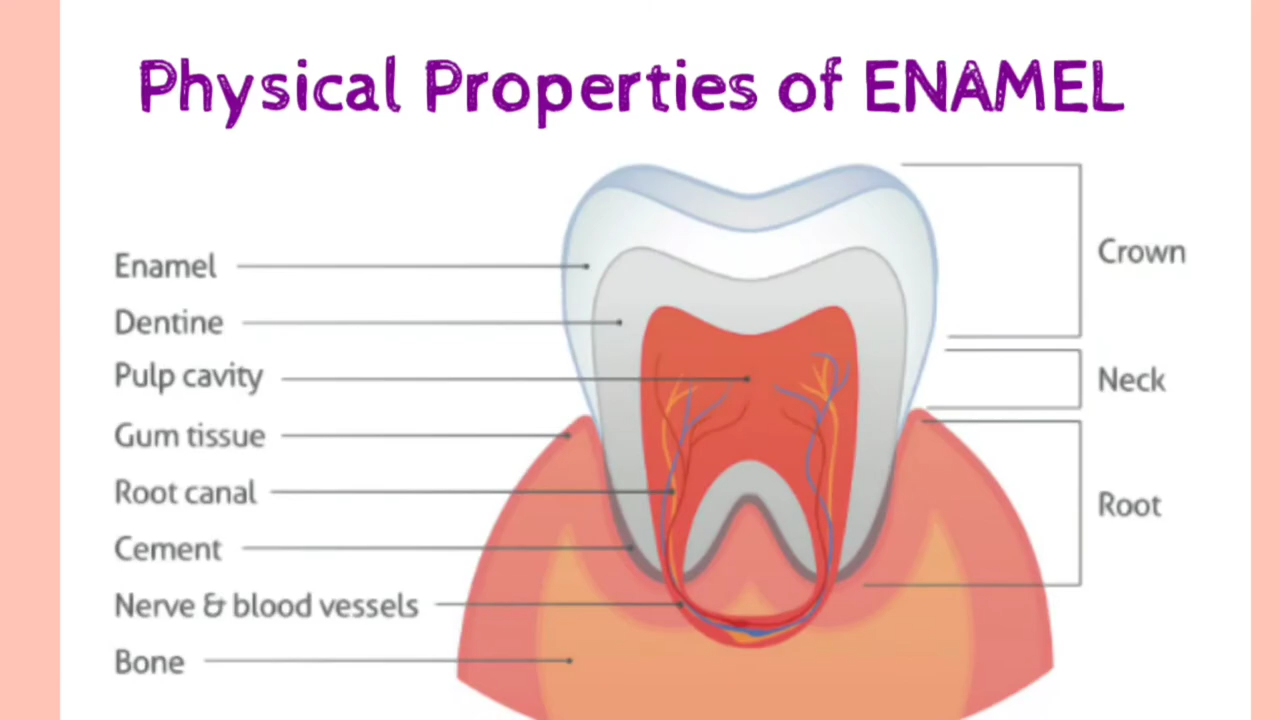 Physical Properties of ENAMEL
Enamel
Dentine
Pulp cavity
Gum tissue
Root canal
Cement
Nerve & blood vessels
Bone
Crown
Neck
Root